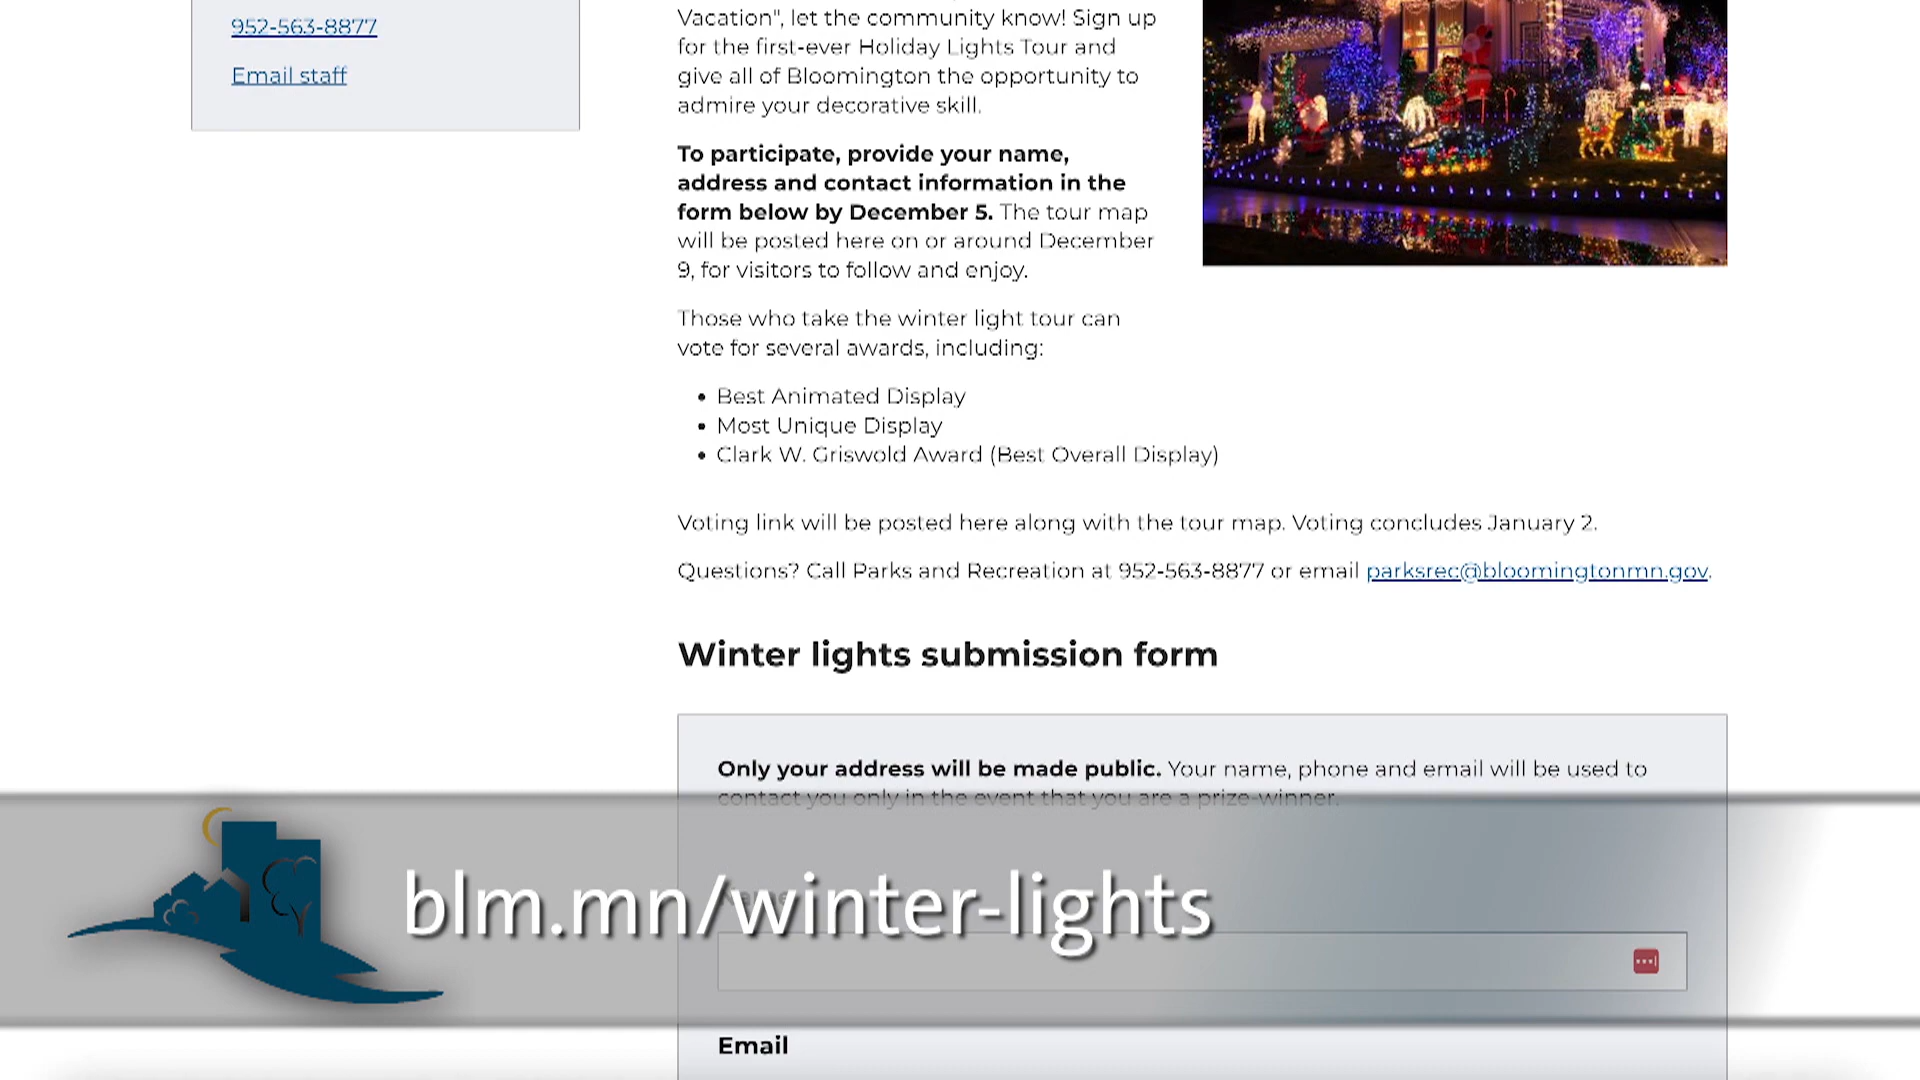 952-563-8877
Email staff
Vacation", let the community know! Sign up
for the first-ever Holiday Lights Tour and
give all of Bloomington the opportunity to
admire your decorative skill.
To participate, provide your name,
address and contact information in the
form below by December 5. The tour map
will be posted here on or around December
9, for visitors to follow and enjoy.
Those who take the winter light tour can
vote for several awards, including:
• Best Animated Display
• Most Unique Display
• Clark W. Griswold Award (Best Overall Display)
Voting link will be posted here along with the tour map. Voting concludes January 2.
Questions? Call Parks and Recreation at 952-563-8877 or email parksrec@bloomingtonmn.gov.
Winter lights submission form
Only your address will be made public. Your name, phone and email will be used to
contact you only in the event that you are a prize-winner.
blm.mn/winter-lights
Email